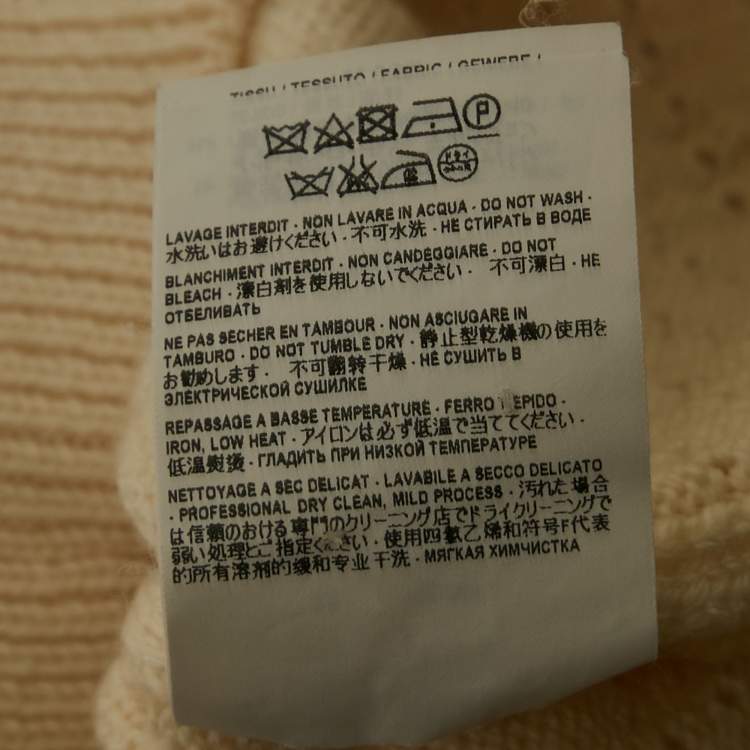 TISSU / TESSUTO / FABRIC / GEWEBE /
P
ドライ
LAVAGE INTERDIT · NON LAVARE IN ACQUA · DO NOT WASH ·
水洗いはお避けください · 不可水洗 · НЕ СТИРАТЬ В ВОДЕ
BLANCHIMENT INTERDIT · NON CANDEGGIARE · DO NOT
BLEACH · 漂白剤を使用しないでください · 不可漂白 · НЕ
ОТБЕЛИВАТЬ
NE PAS SECHER EN TAMBOUR · NON ASCIUGARE IN
TAMBURO · DO NOT TUMBLE DRY · 静止型乾燥機の使用を
お勧めします · 不可翻转干燥 · НЕ СУШИТЬ В
ЭЛЕКТРИЧЕСКОЙ СУШИЛКЕ
REPASSAGE A BASSE TEMPERATURE · FERRO TEPIDO ·
IRON, LOW HEAT · アイロンは必ず低温で当ててください ·
低温熨烫 · ГЛАДИТЬ ПРИ НИЗКОЙ ТЕМПЕРАТУРЕ
NETTOYAGE A SEC DELICAT · LAVABILE A SECCO DELICATO
· PROFESSIONAL DRY CLEAN, MILD PROCESS · 汚れた場合
は信頼のおける専門のクリーニング店でドライクリーニングで
弱い処理とご指定ください · 使用四氯乙烯和符号F代表
的所有溶剂的缓和专业干洗 · МЯГКАЯ ХИМЧИСТКА